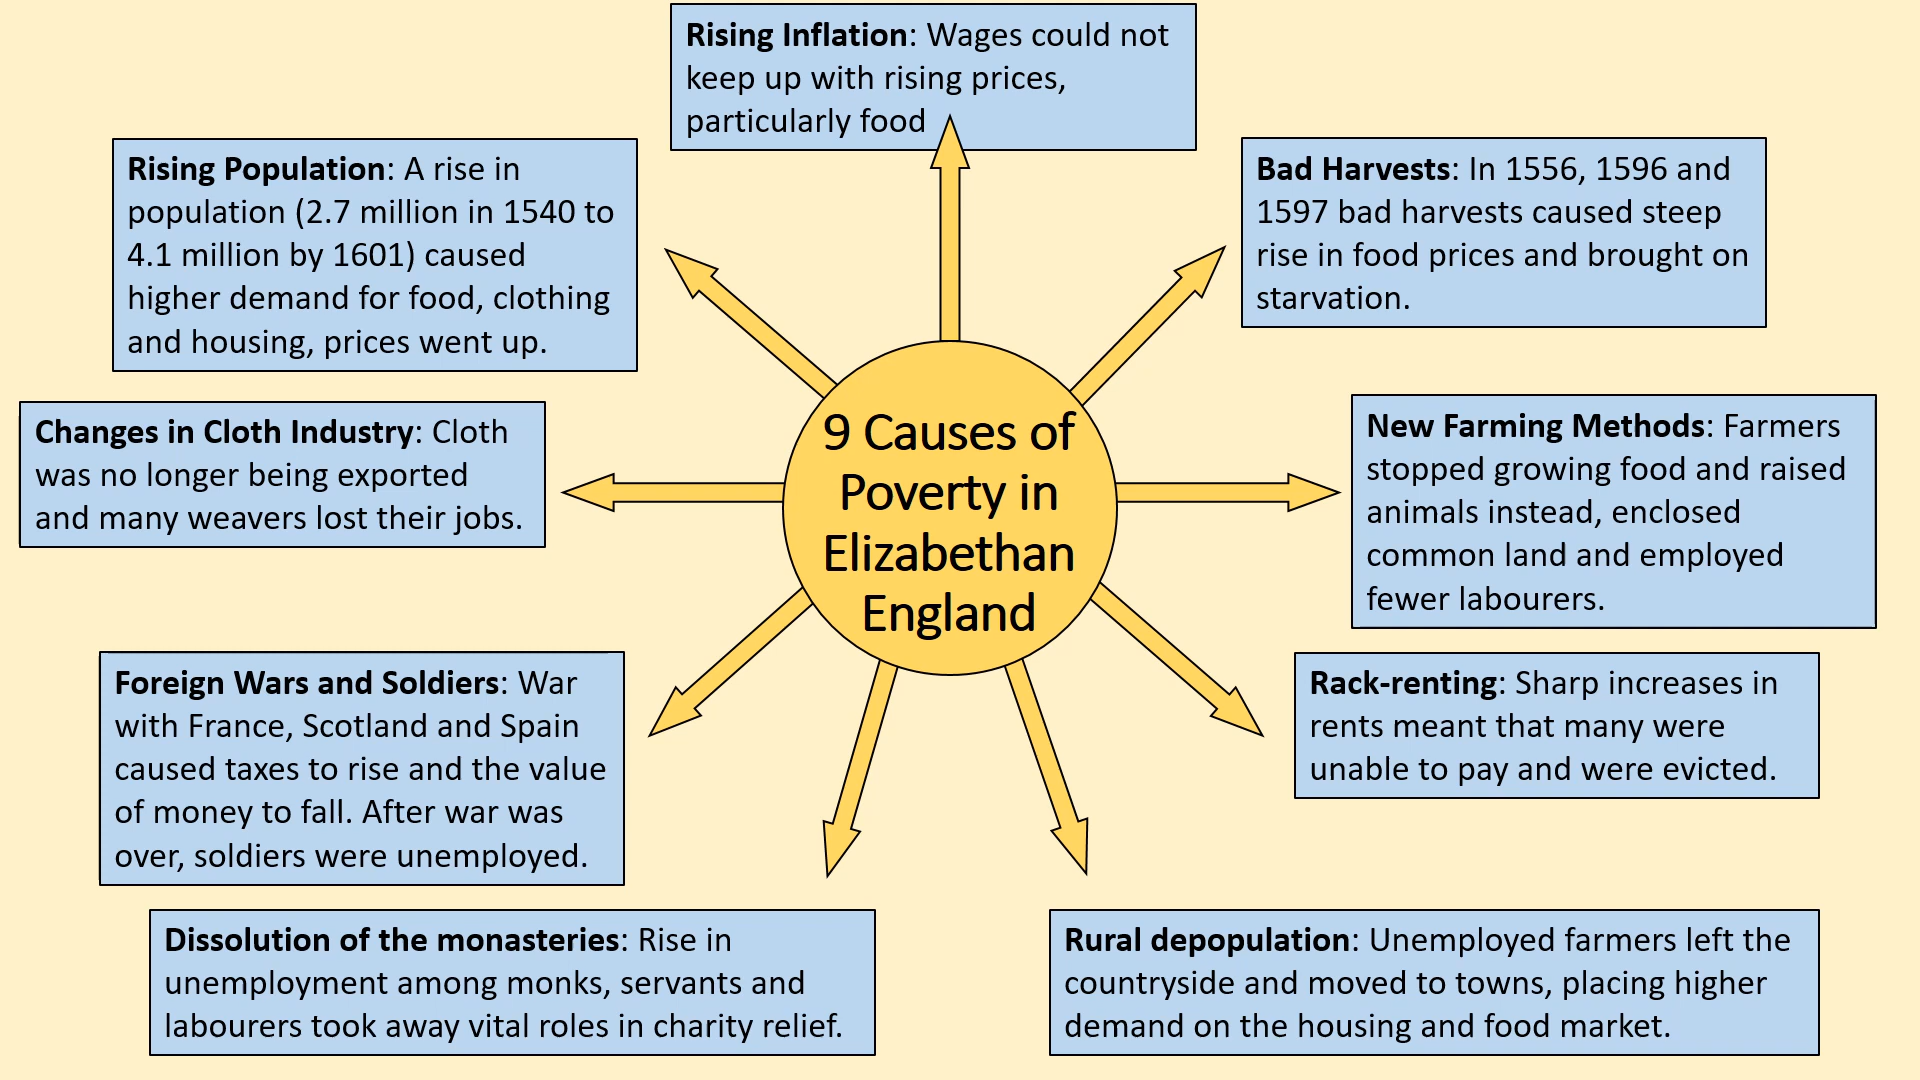 Rising Inflation: Wages could not
keep up with rising prices,
particularly food
Rising Population: A rise in
population (2.7 million in 1540 to
4.1 million by 1601) caused
higher demand for food, clothing
and housing, prices went up.
Bad Harvests: In 1556, 1596 and
1597 bad harvests caused steep
rise in food prices and brought on
starvation.
Changes in Cloth Industry: Cloth
was no longer being exported
and many weavers lost their jobs.
9 Causes of
Poverty in
Elizabethan
England
New Farming Methods: Farmers
stopped growing food and raised
animals instead, enclosed
common land and employed
fewer labourers.
Foreign Wars and Soldiers: War
with France, Scotland and Spain
caused taxes to rise and the value
of money to fall. After war was
over, soldiers were unemployed.
Rack-renting: Sharp increases in
rents meant that many were
unable to pay and were evicted.
Dissolution of the monasteries: Rise in
unemployment among monks, servants and
labourers took away vital roles in charity relief.
Rural depopulation: Unemployed farmers left the
countryside and moved to towns, placing higher
demand on the housing and food market.